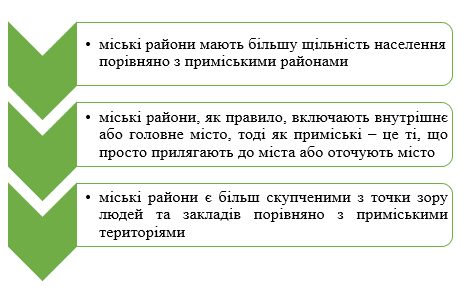 • міські райони мають більшу щільність населення
порівняно з приміськими районами
• міські райони, як правило, включають внутрішнє
або головне місто, тоді як приміські – це ті, що
просто прилягають до міста або оточують місто
• міські райони є більш скупченими з точки зору
людей та закладів порівняно з приміськими
територіями